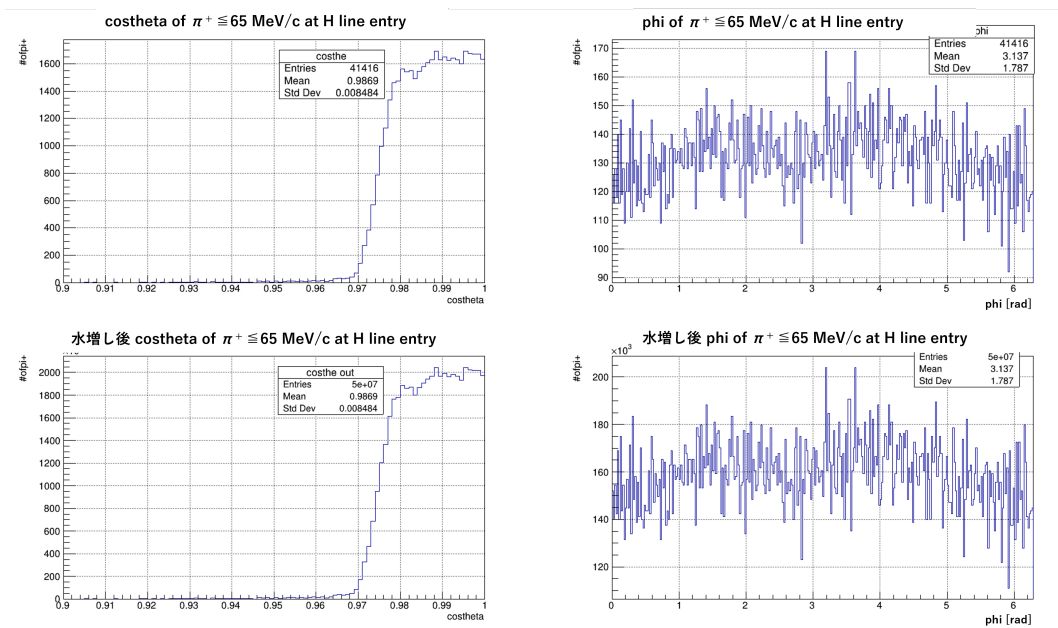 costheta of π⁺ ≦65 MeV/c at H line entry
#ofpi+
costhe
Entries 41416
Mean 0.9869
Std Dev 0.008484
1600
1400
1200
1000
800
600
400
200
0
0.9 0.91 0.92 0.93 0.94 0.95 0.96 0.97 0.98 0.99 1
costheta
phi of π⁺ ≦65 MeV/c at H line entry
#ofpi+
phi
Entries 41416
Mean 3.137
Std Dev 1.787
170
160
150
140
130
120
110
100
90
0 1 2 3 4 5 6
phi [rad]
水増し後 costheta of π⁺ ≦65 MeV/c at H line entry
#ofpi+
costhe out
Entries 5e+07
Mean 0.9869
Std Dev 0.008484
2000
1800
1600
1400
1200
1000
800
600
400
200
0
0.9 0.91 0.92 0.93 0.94 0.95 0.96 0.97 0.98 0.99 1
costheta
水増し後 phi of π⁺ ≦65 MeV/c at H line entry
×10³
#ofpi+
Entries 5e+07
Mean 3.137
Std Dev 1.787
200
180
160
140
120
0 1 2 3 4 5 6
phi [rad]